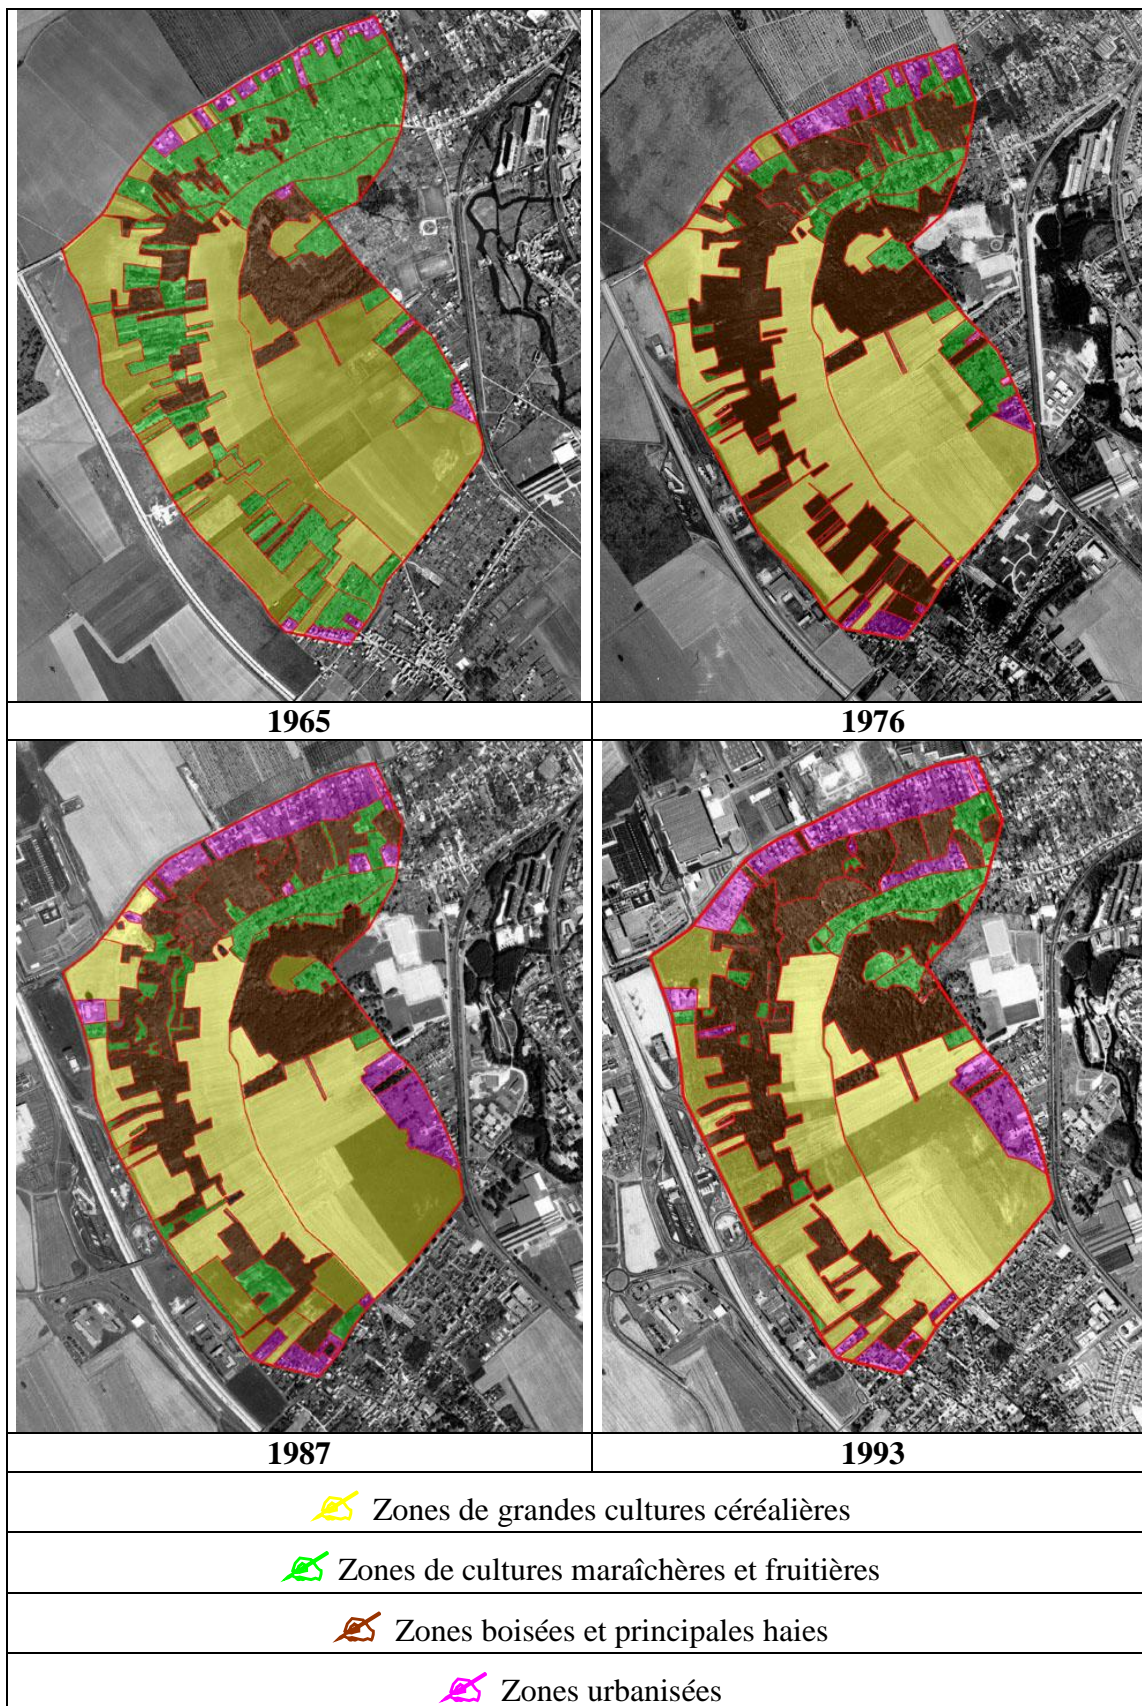 1965
1976
1987
1993
Zones de grandes cultures céréalières
Zones de cultures maraîchères et fruitières
Zones boisées et principales haies
Zones urbanisées